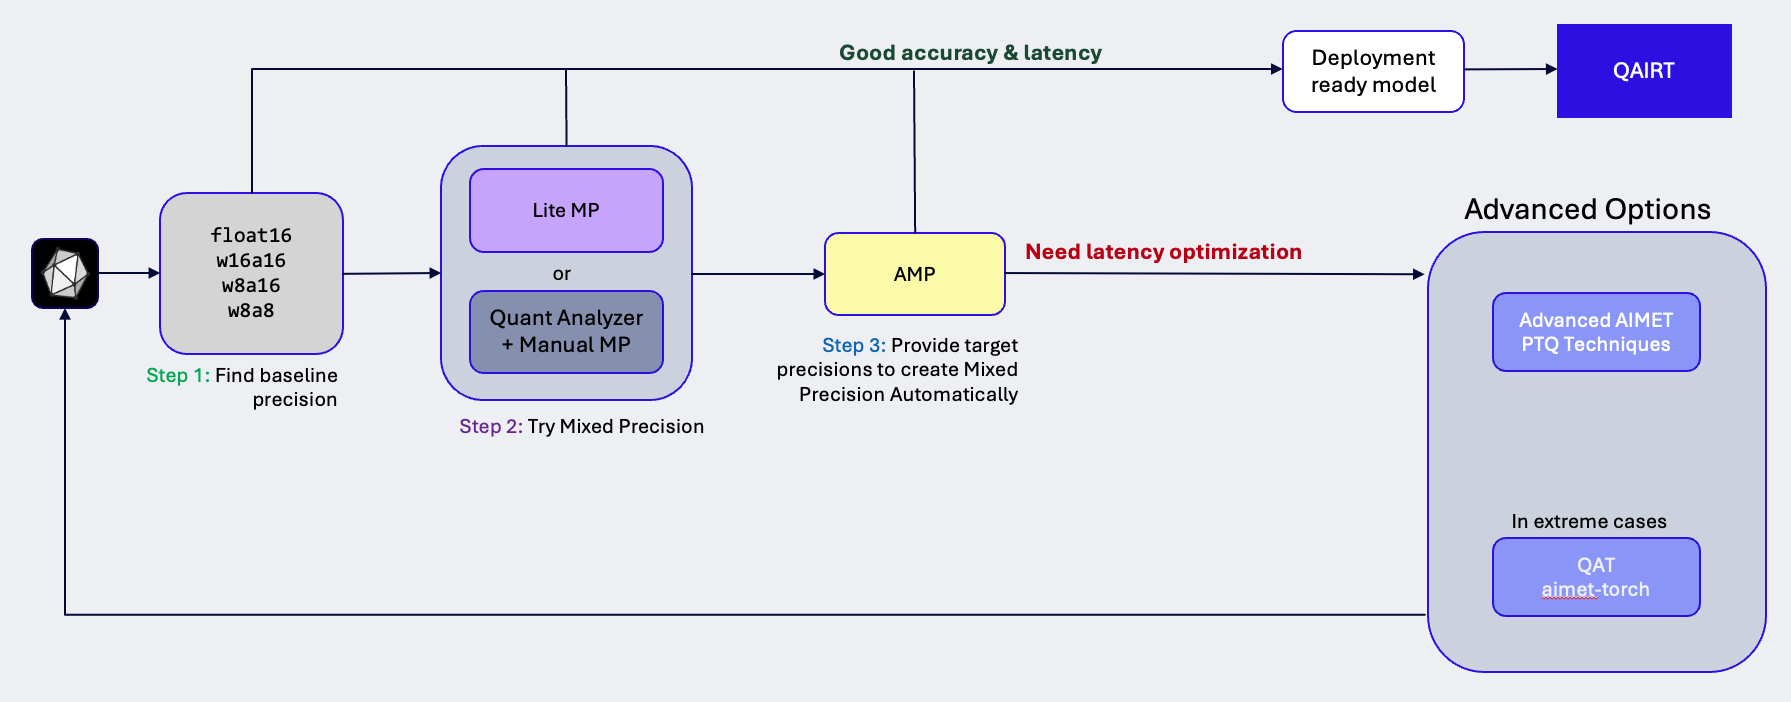 Good accuracy & latency
Deployment
ready model
QAIRT
float16
w16a16
w8a16
w8a8
Step 1: Find baseline
precision
Lite MP
or
Quant Analyzer
+ Manual MP
Step 2: Try Mixed Precision
AMP
Step 3: Provide target
precisions to create Mixed
Precision Automatically
Need latency optimization
Advanced Options
Advanced AIMET
PTQ Techniques
In extreme cases
QAT
aimet-torch